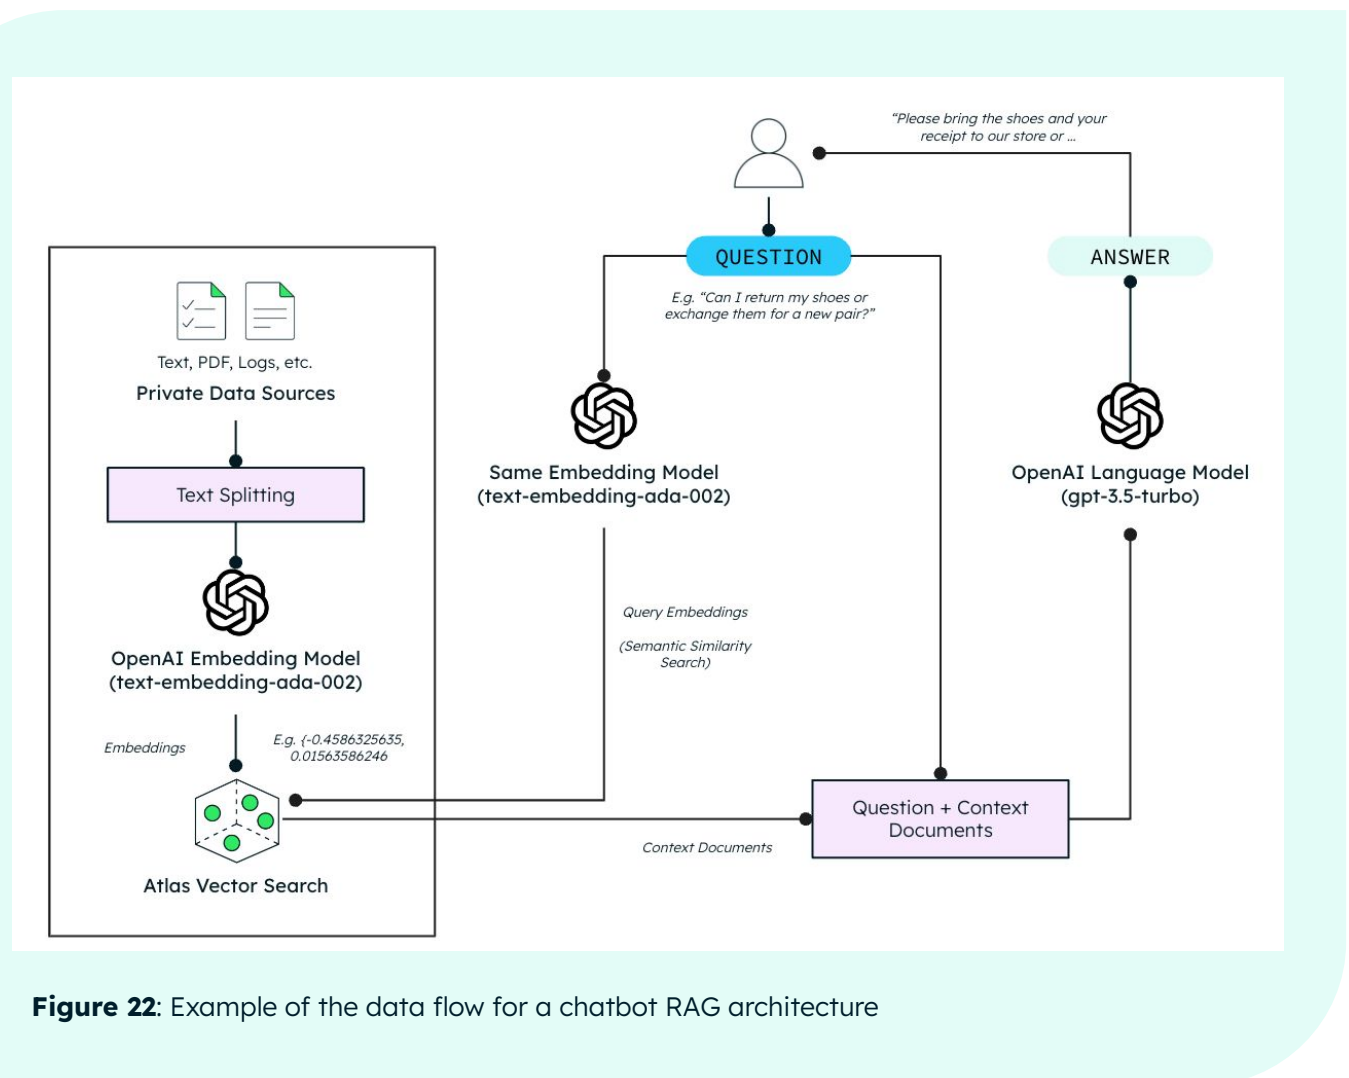 “Please bring the shoes and your
receipt to our store or ...
QUESTION
ANSWER
E.g. “Can I return my shoes or
exchange them for a new pair?”
Text, PDF, Logs, etc.
Private Data Sources
Text Splitting
OpenAI Embedding Model
(text-embedding-ada-002)
Embeddings
E.g. {-0.4586325635,
0.01563586246
Atlas Vector Search
Same Embedding Model
(text-embedding-ada-002)
Query Embeddings
(Semantic Similarity
Search)
Context Documents
Question + Context
Documents
OpenAI Language Model
(gpt-3.5-turbo)
Figure 22: Example of the data flow for a chatbot RAG architecture